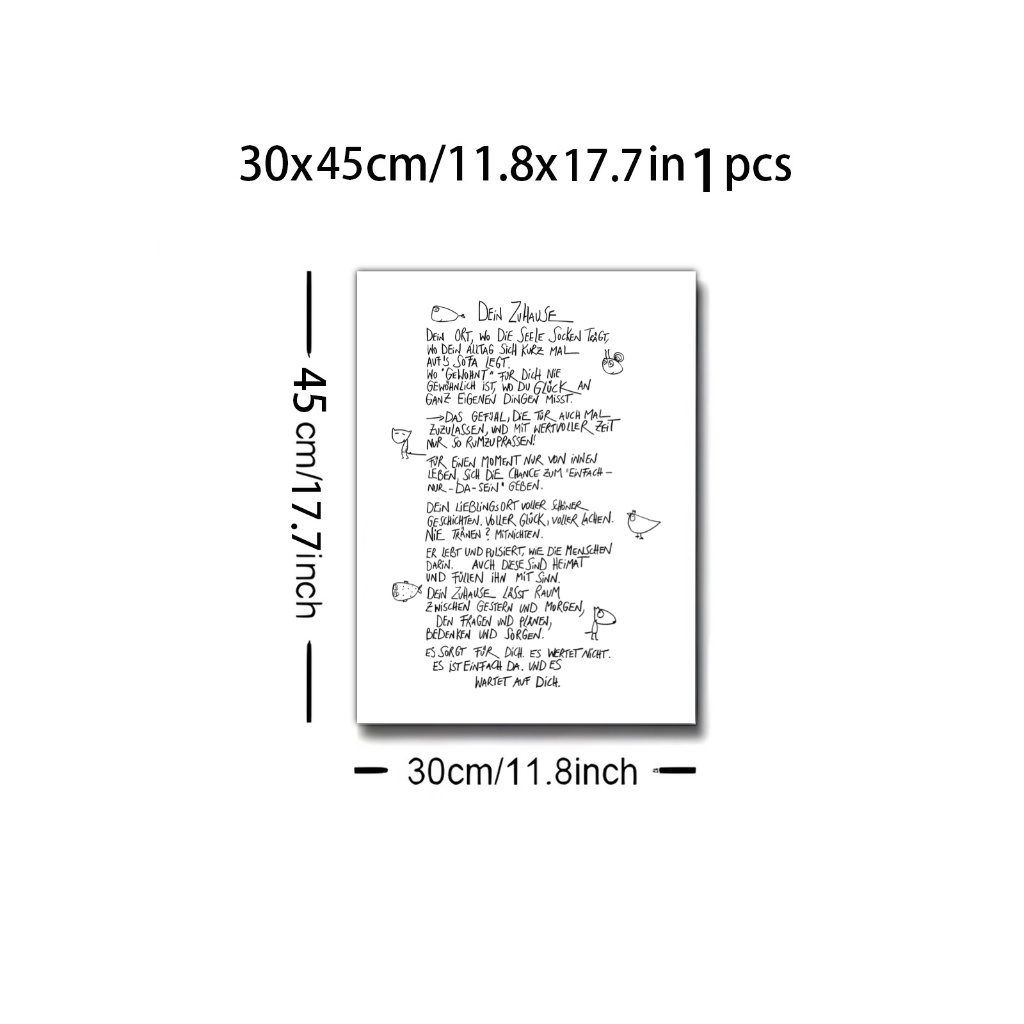 30x45cm/11.8x17.7in 1 pcs
45 cm/17.7inch
DEIN ZUHAUSE
DEIN ORT, WO DIE SEELE SOCKEN TRÄGT,
WO DEIN ALLTAG SICH KURZ MAL
AUF'S SOFA LEGT.
WO "GEWOHNT" FÜR DICH NIE
GEWÖHNLICH IST, WO DU GLÜCK AN
GANZ EIGENEN DINGEN MISST.
→DAS GEFÜHL, DIE TÜR AUCH MAL
ZUZULASSEN, UND MIT WERTVOLLER ZEIT
NUR SO RUMZUPRASSEN!
FÜR EINEN MOMENT NUR VON INNEN
LEBEN, SICH DIE CHANCE ZUM "EINFACH-
NUR-DA-SEIN" GEBEN.
DEIN LIEBLINGSORT VOLLER SCHÖNER
GESCHICHTEN. VOLLER GLÜCK, VOLLER LACHEN.
NIE TRÄNEN? MITNICHTEN.
ER LEBT UND PULSIERT, WIE DIE MENSCHEN
DARIN. AUCH DIESE SIND HEIMAT
UND FÜLLEN IHN MIT SINN.
DEIN ZUHAUSE LÄSST RAUM
ZWISCHEN GESTERN UND MORGEN,
DEN FRAGEN UND PLÄNEN,
BEDENKEN UND SORGEN.
ES SORGT FÜR DICH. ES WERTET NICHT.
ES IST EINFACH DA. UND ES
WARTET AUF DICH.
30cm/11.8inch